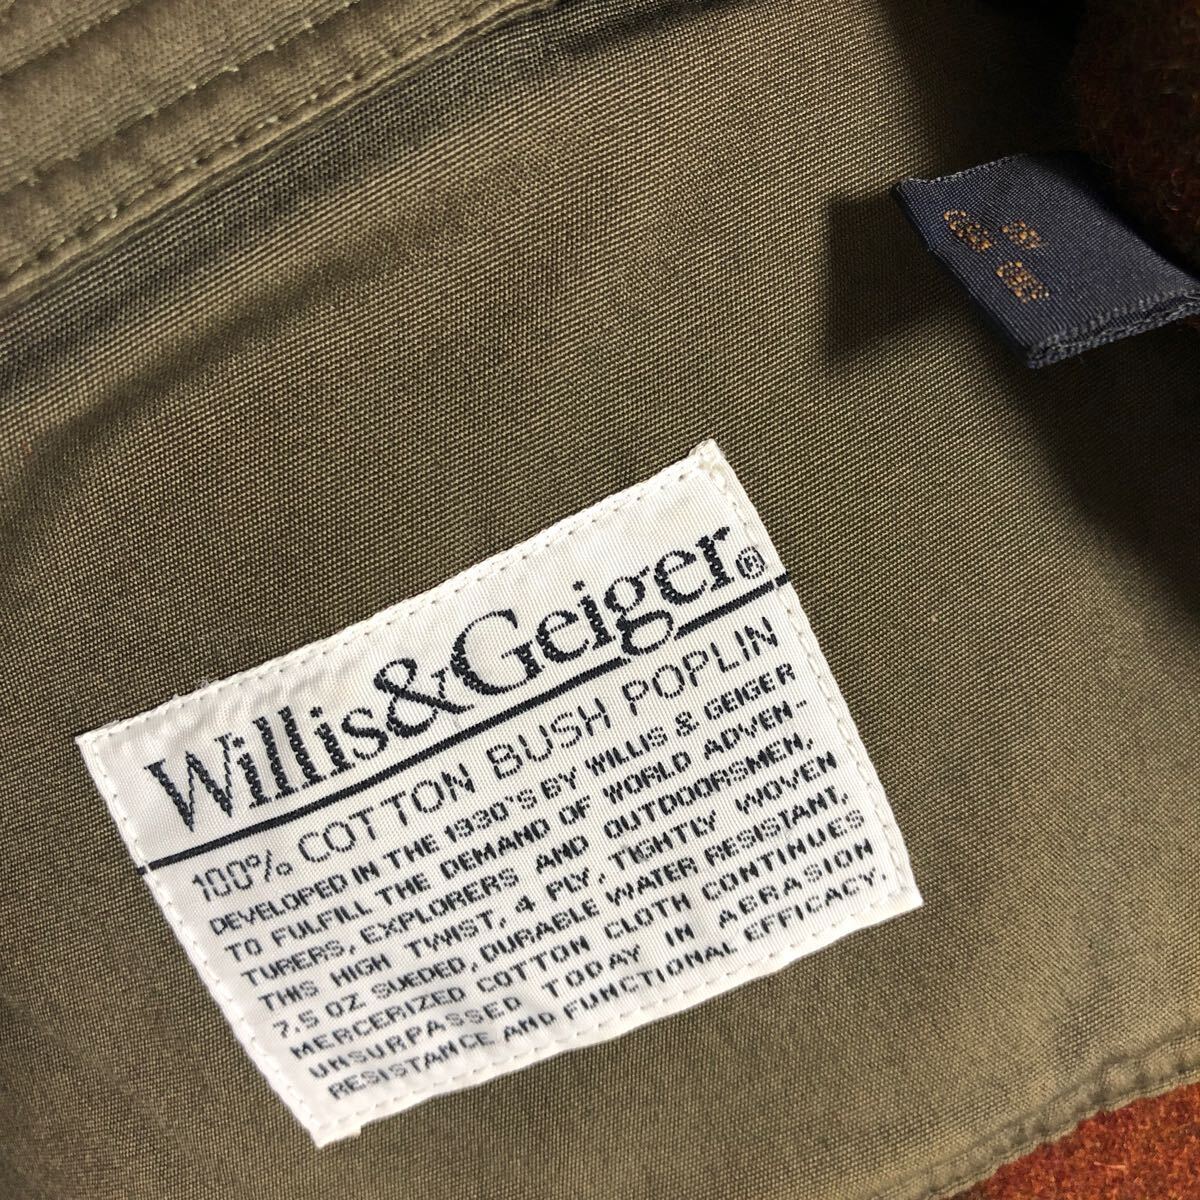 Willis&Geiger®
100% COTTON BUSH POPLIN
DEVELOPED IN THE 1930'S BY WILLIS & GEIGER
TO FULFILL THE DEMAND OF WORLD ADVEN-
TURERS, EXPLORERS AND OUTDOORSMEN,
THIS HIGH TWIST, 4 PLY, TIGHTLY WOVEN
7.5 OZ SUEDED, DURABLE WATER RESISTANT,
MERCERIZED COTTON CLOTH CONTINUES
UNSURPASSED TODAY IN ABRASION
RESISTANCE AND FUNCTIONAL EFFICACY.